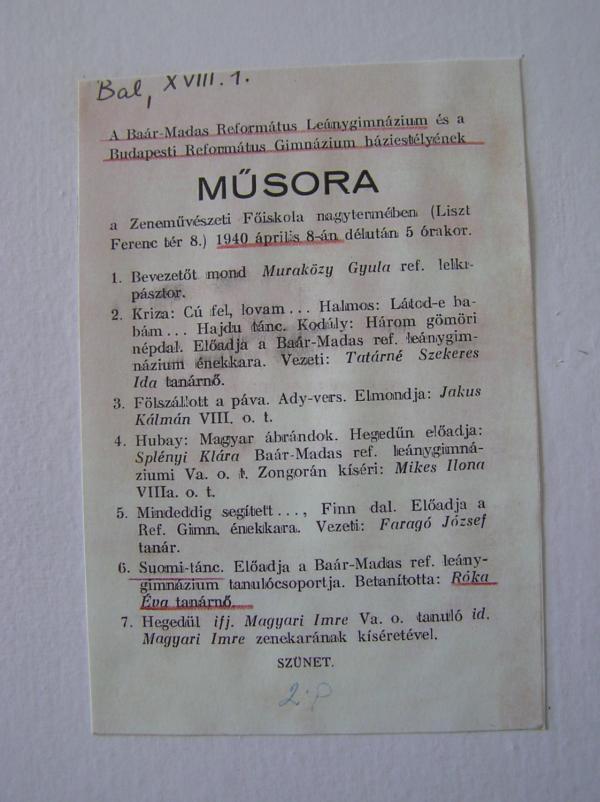 Bal, XVIII. 1.
A Baár-Madas Református Leánygimnázium és a
Budapesti Református Gimnázium háziestélyének
MŰSORA
a Zeneművészeti Főiskola nagytermében (Liszt
Ferenc tér 8.) 1940 április 8-án délután 5 órakor.
1. Bevezetőt mond Muraközy Gyula ref. lelki-
pásztor.
2. Kriza: Cú fel, lovam... Halmos: Látod-e ba-
bám... Hajdu tánc. Kodály: Három gömöri
népdal. Előadja a Baár-Madas ref. leánygim-
názium énekkara. Vezeti: Tatárné Szekeres
Ida tanárnő.
3. Fölszállott a páva. Ady-vers. Elmondja: Jakus
Kálmán VIII. o. t.
4. Hubay: Magyar ábrándok. Hegedűn előadja:
Splényi Klára Baár-Madas ref. leánygimná-
ziumi Va. o. t. Zongorán kíséri: Mikes Ilona
VIIIa. o. t.
5. Mindeddig segített..., Finn dal. Előadja a
Ref. Gimn. énekkara. Vezeti: Faragó József
tanár.
6. Suomi-tánc. Előadja a Baár-Madas ref. leány-
gimnázium tanulócsoportja. Betanította: Róka
Éva tanárnő.
7. Hegedül ifj. Magyari Imre Va. o. tanuló id.
Magyari Imre zenekarának kíséretével.
SZÜNET.